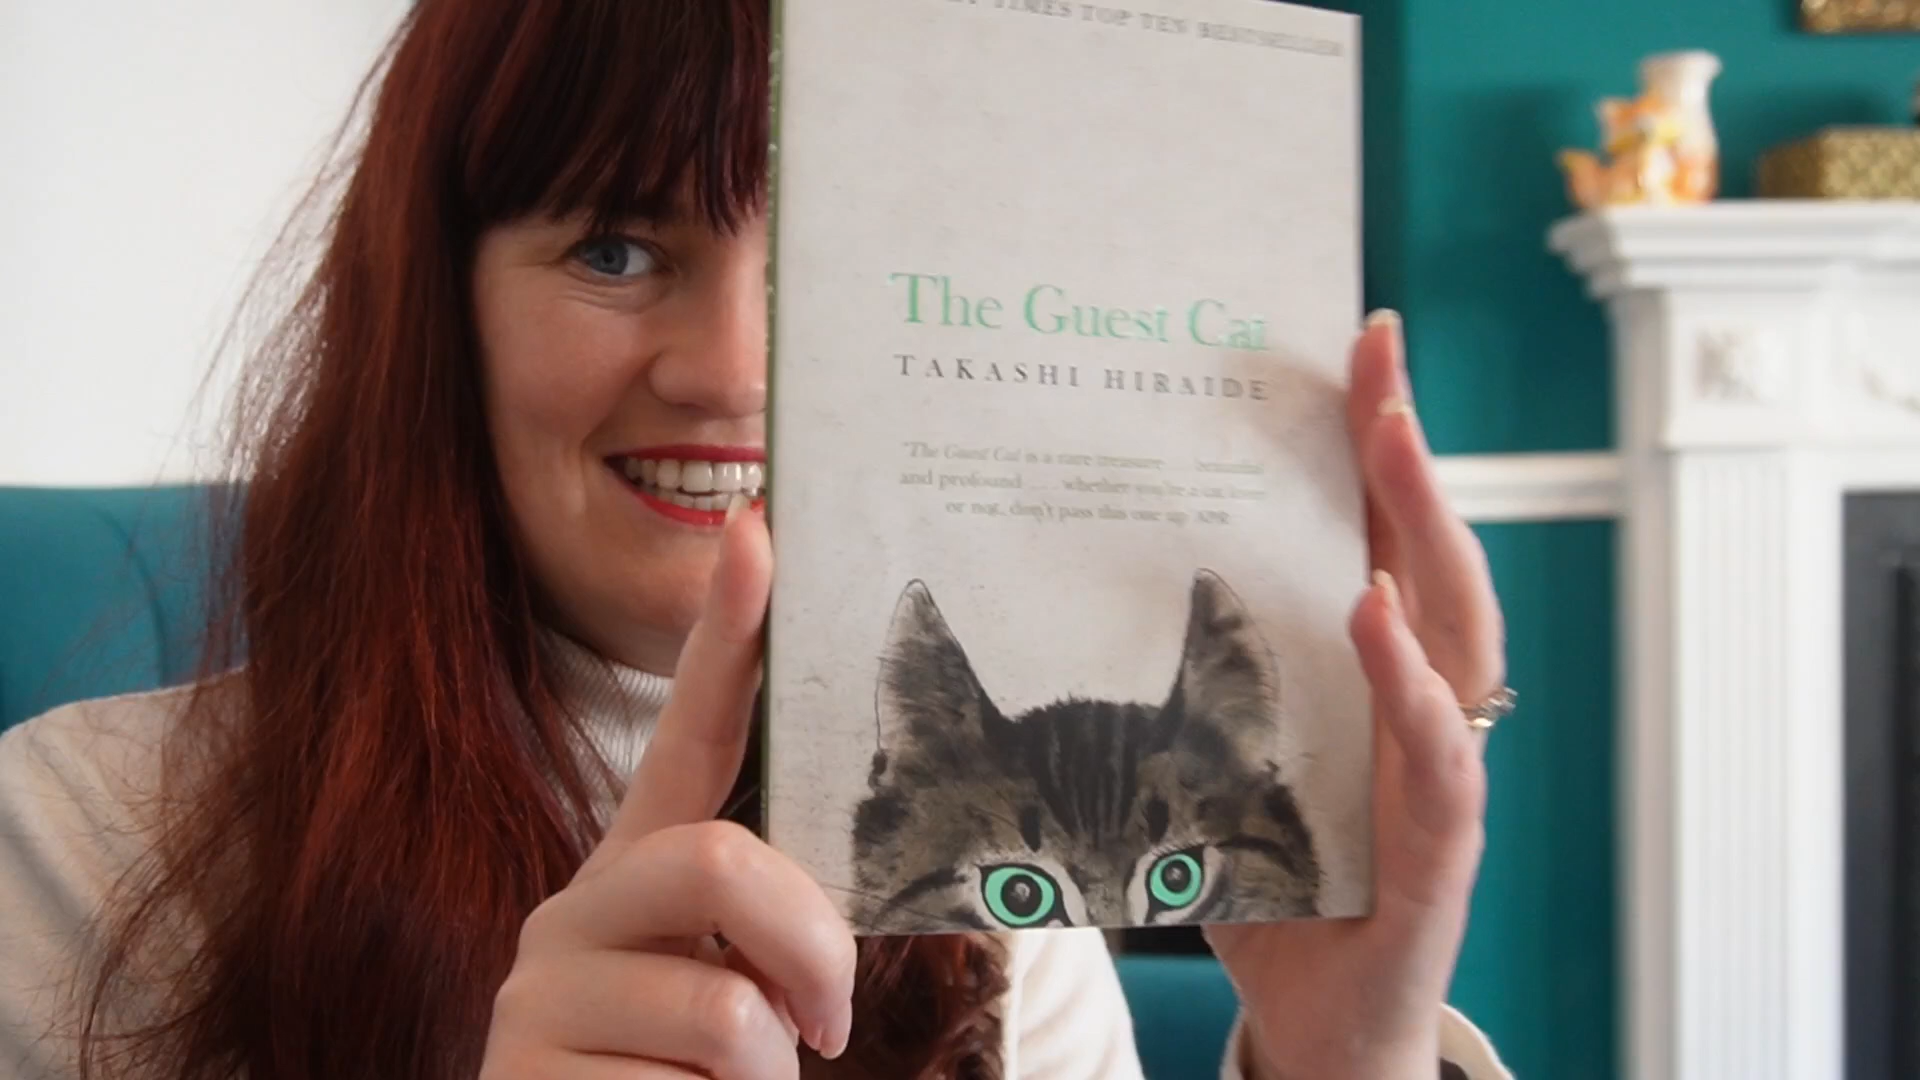 TIMES TOP TEN BESTSELLER
The Guest Cat
TAKASHI HIRAIDE
'The Guest Cat is a rare treasure ... beautiful
and profound .... whether you're a cat lover
or not, don't pass this one up' NPR